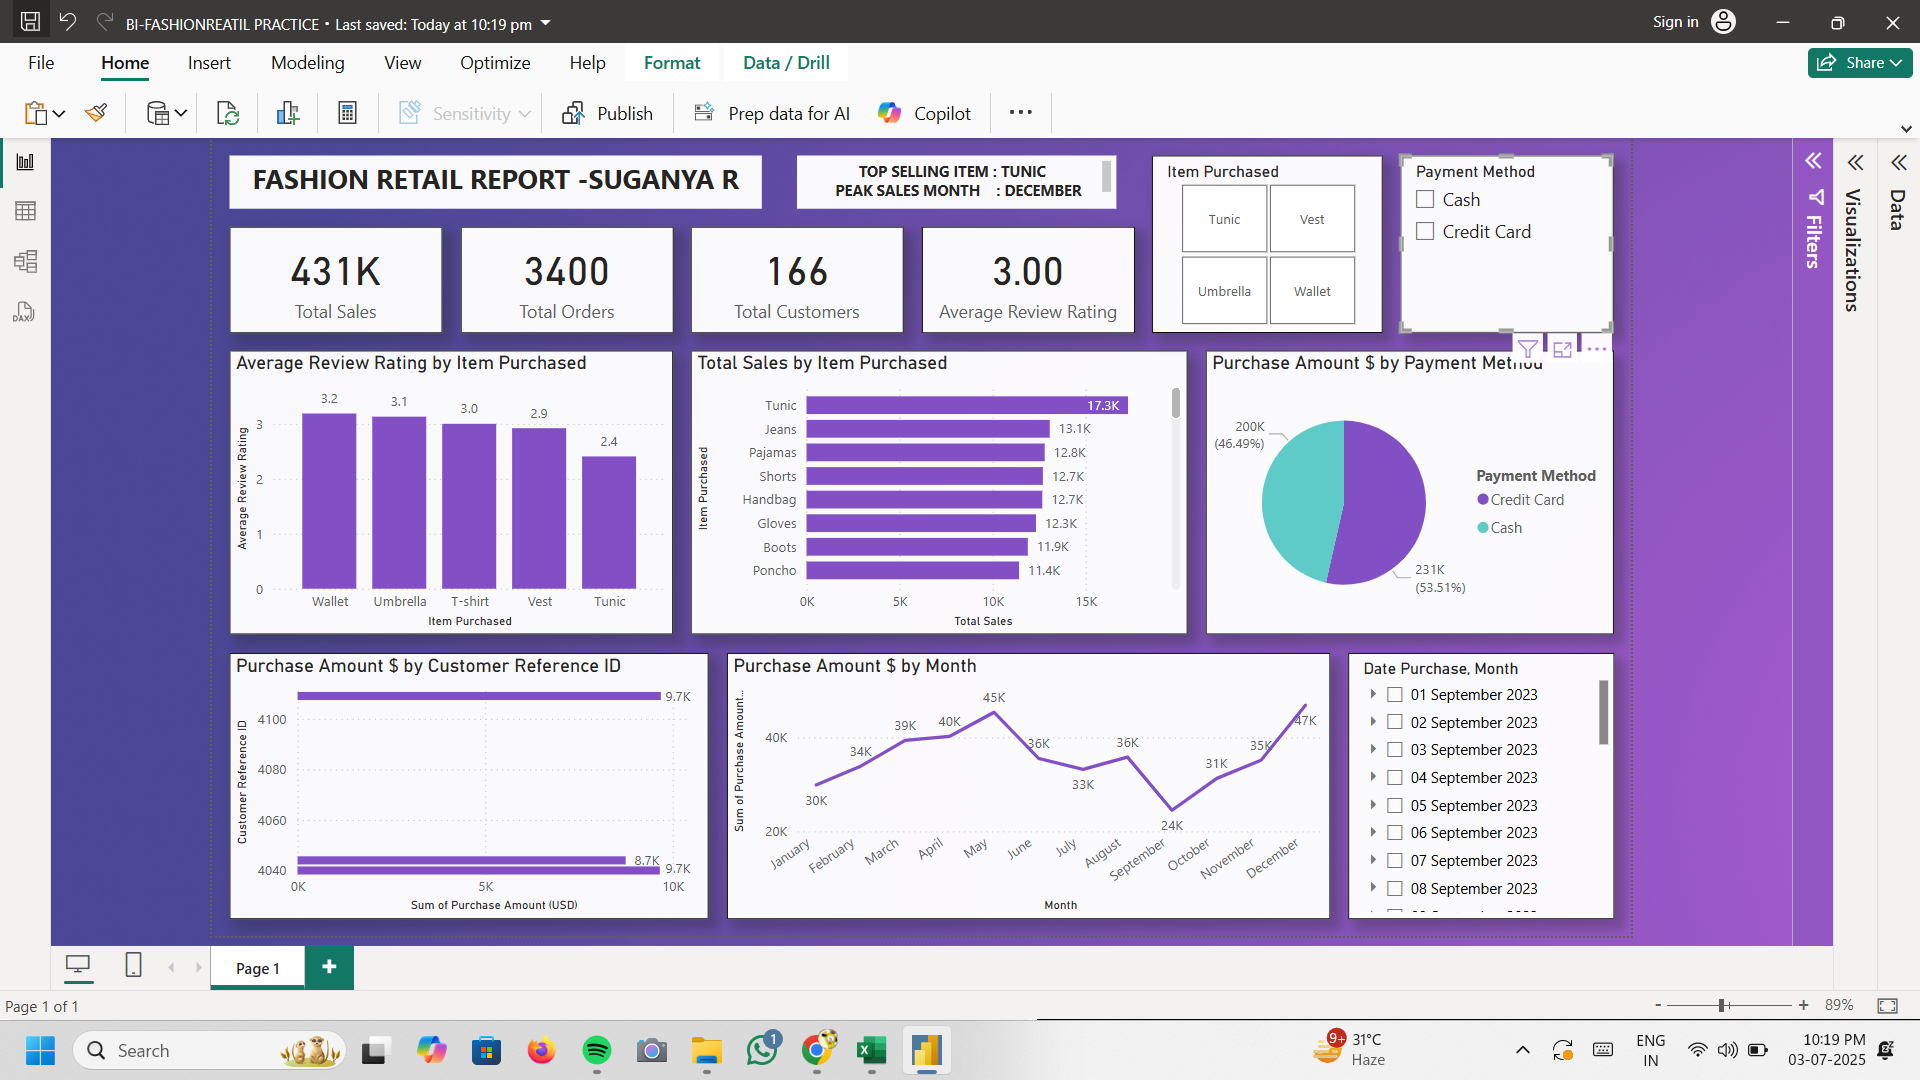 BI-FASHIONREATIL PRACTICE • Last saved: Today at 10:19 pm
Sign in
File
Home
Insert
Modeling
View
Optimize
Help
Format
Data / Drill
Share
Sensitivity
Publish
Prep data for AI
Copilot
DAX
FASHION RETAIL REPORT -SUGANYA R
TOP SELLING ITEM : TUNIC
PEAK SALES MONTH : DECEMBER
Item Purchased
Tunic
Vest
Umbrella
Wallet
Payment Method
Cash
Credit Card
Filters
Visualizations
Data
431K
Total Sales
3400
Total Orders
166
Total Customers
3.00
Average Review Rating
Average Review Rating by Item Purchased
Average Review Rating
3
2
1
0
3.2
3.1
3.0
2.9
2.4
Wallet
Umbrella
T-shirt
Vest
Tunic
Item Purchased
Total Sales by Item Purchased
Item Purchased
Tunic
17.3K
Jeans
13.1K
Pajamas
12.8K
Shorts
12.7K
Handbag
12.7K
Gloves
12.3K
Boots
11.9K
Poncho
11.4K
0K
5K
10K
15K
Total Sales
Purchase Amount $ by Payment Method
200K
(46.49%)
231K
(53.51%)
Payment Method
Credit Card
Cash
Purchase Amount $ by Customer Reference ID
Customer Reference ID
4100
4080
4060
4040
9.7K
8.7K
9.7K
0K
5K
10K
Sum of Purchase Amount (USD)
Purchase Amount $ by Month
Sum of Purchase Amount...
40K
20K
30K
34K
39K
40K
45K
36K
33K
36K
24K
31K
35K
47K
January
February
March
April
May
June
July
August
September
October
November
December
Month
Date Purchase, Month
01 September 2023
02 September 2023
03 September 2023
04 September 2023
05 September 2023
06 September 2023
07 September 2023
08 September 2023
Page 1
Page 1 of 1
89%
Search
1
9+
31°C
Haze
ENG
IN
10:19 PM
03-07-2025